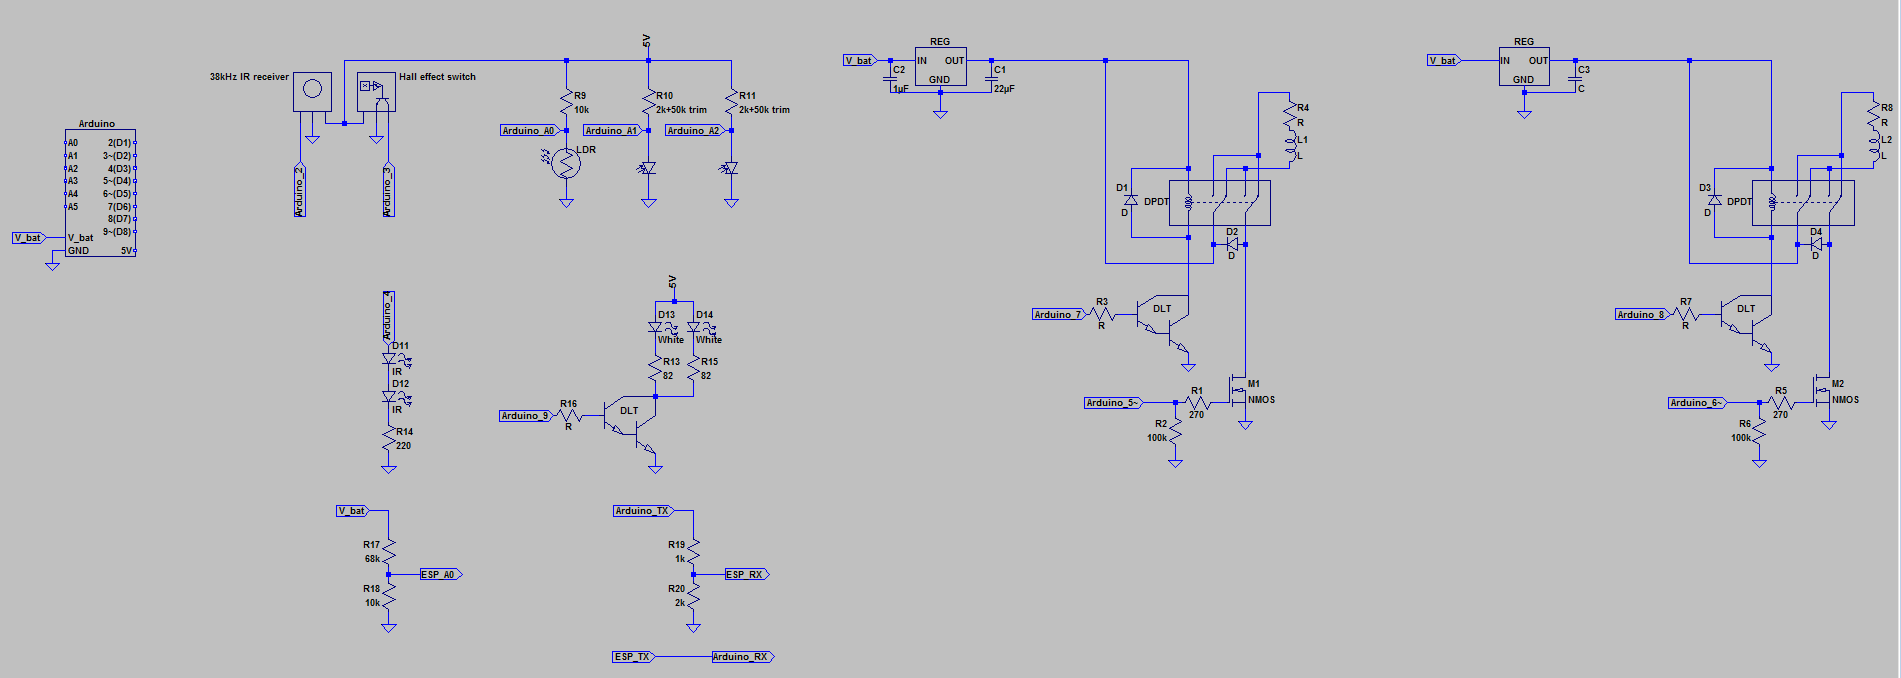 Arduino
A0
A1
A2
A3
A4
A5
2(D1)
3~(D2)
4(D3)
5~(D4)
6~(D5)
7(D6)
8(D7)
9~(D8)
V_bat
V_bat
GND
5V
38kHz IR receiver
Hall effect switch
Arduino_2
Arduino_3
5V
R9
10k
R10
2k+50k trim
R11
2k+50k trim
Arduino_A0
Arduino_A1
Arduino_A2
LDR
Arduino_4
D11
IR
D12
IR
R14
220
5V
D13
White
D14
White
R13
82
R15
82
Arduino_9
R16
R
DLT
V_bat
R17
68k
ESP_A0
R18
10k
Arduino_TX
R19
1k
ESP_RX
R20
2k
ESP_TX
Arduino_RX
V_bat
REG
IN
OUT
GND
C2
1µF
C1
22µF
R4
R
L1
L
D1
D
DPDT
D2
D
Arduino_7
R3
R
DLT
Arduino_5~
R1
270
R2
100k
M1
NMOS
V_bat
REG
IN
OUT
GND
C3
C
R8
R
L2
L
D3
D
DPDT
D4
D
Arduino_8
R7
R
DLT
Arduino_6~
R5
270
R6
100k
M2
NMOS